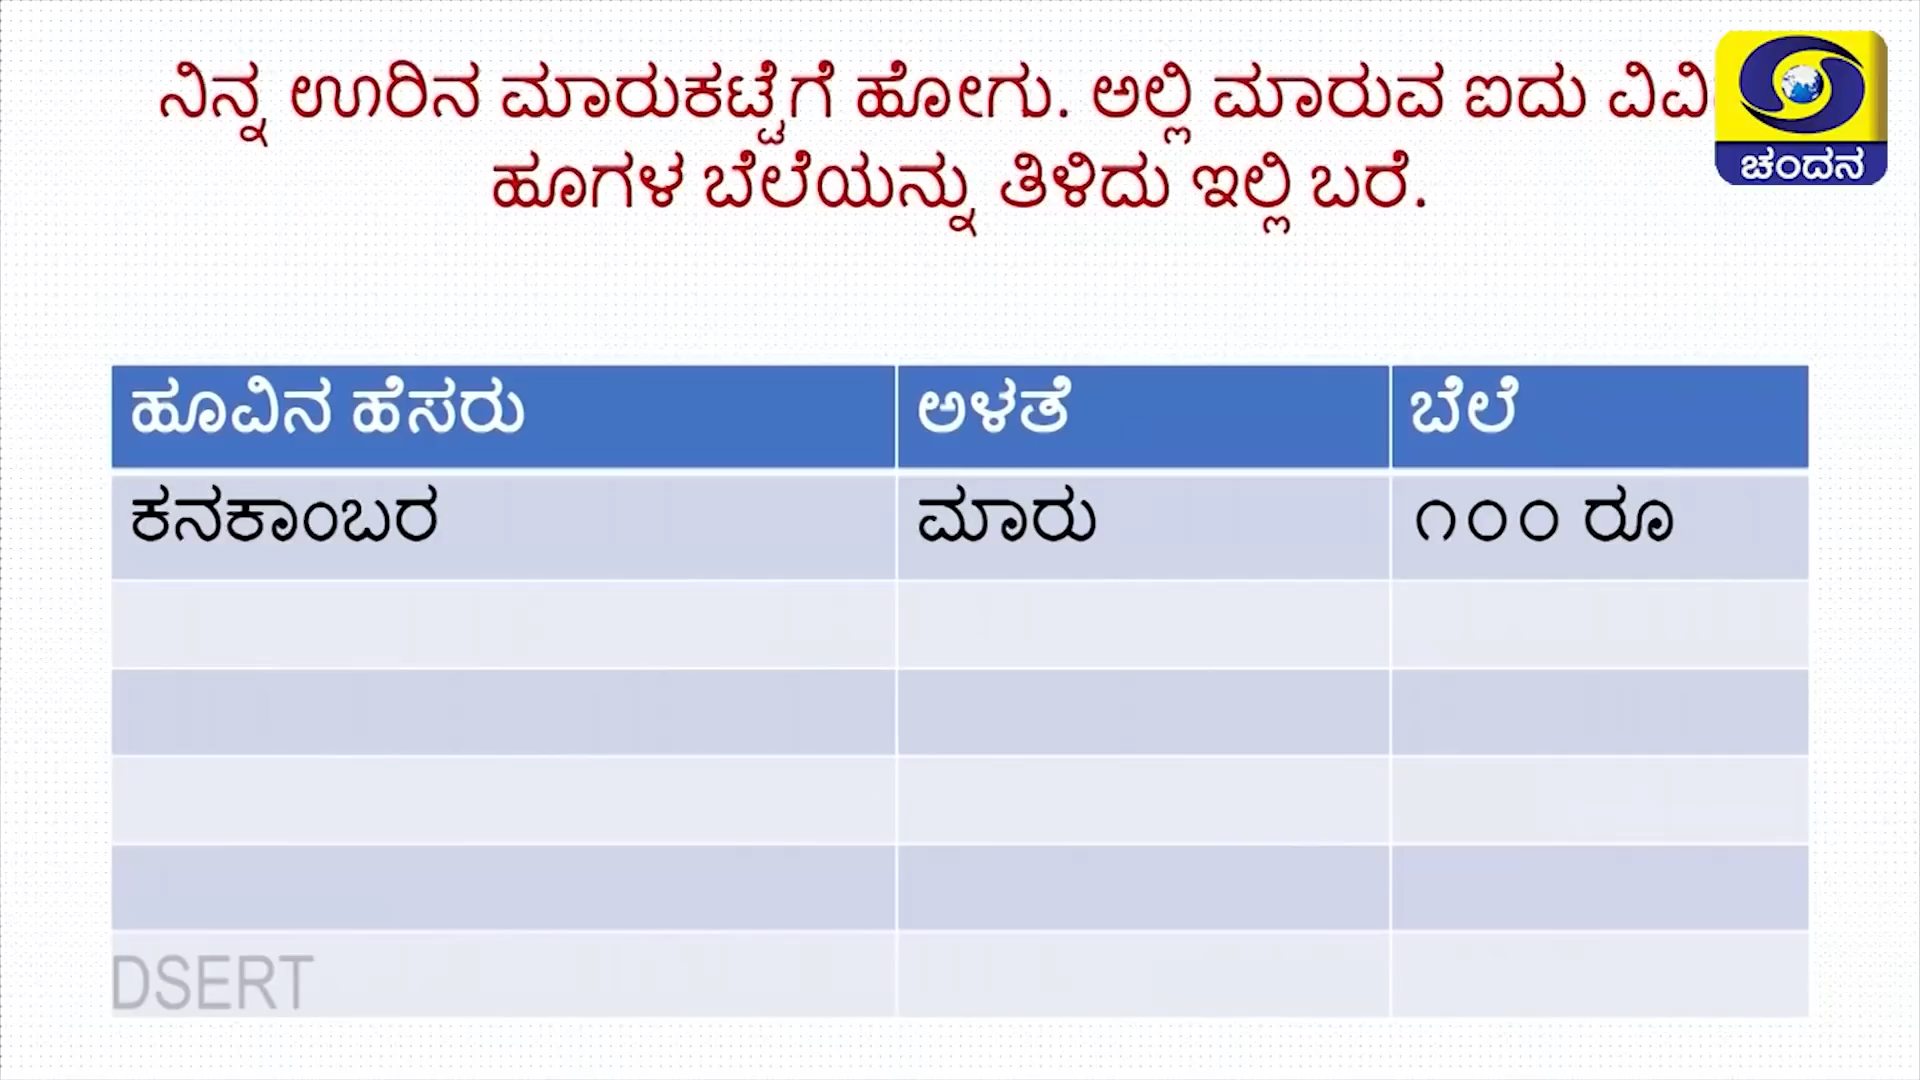 ನಿನ್ನ ಊರಿನ ಮಾರುಕಟ್ಟೆಗೆ ಹೋಗು. ಅಲ್ಲಿ ಮಾರುವ ಐದು
ಹೂಗಳ ಬೆಲೆಯನ್ನು ತಿಳಿದು ಇಲ್ಲಿ ಬರೆ.
ಚಂದನ
ಹೂವಿನ ಹೆಸರು ಅಳತೆ ಬೆಲೆ
ಕನಕಾಂಬರ ಮಾರು ೧೦೦ ರೂ
DSERT